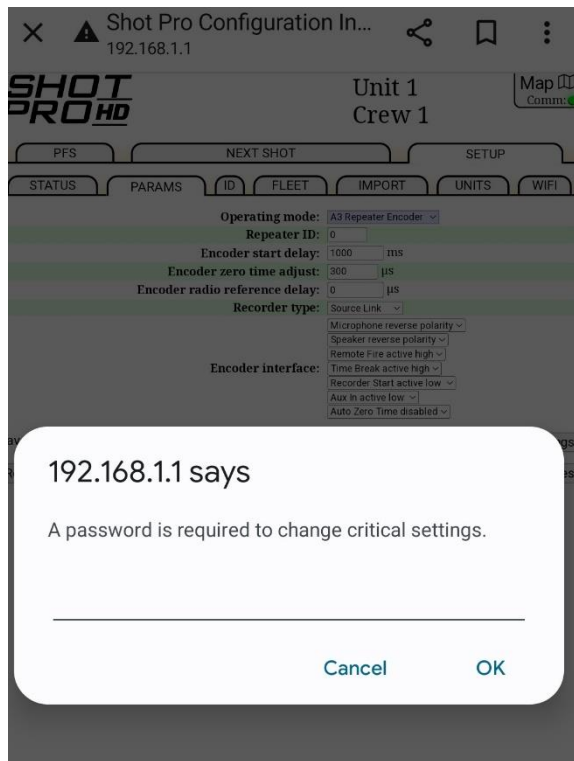 Shot Pro Configuration In...
192.168.1.1
SHOT
PRO HD
Unit 1
Crew 1
Map
Comm:
PFS
NEXT SHOT
SETUP
STATUS
PARAMS
ID
FLEET
IMPORT
UNITS
WIFI
Operating mode: A3 Repeater Encoder
Repeater ID: 0
Encoder start delay: 1000 ms
Encoder zero time adjust: 300 µs
Encoder radio reference delay: 0 µs
Recorder type: Source Link
Microphone reverse polarity
Speaker reverse polarity
Remote Fire active high
Encoder interface: Time Break active high
Recorder Start active low
Aux In active low
Auto Zero Time disabled
192.168.1.1 says
A password is required to change critical settings.
Cancel
OK